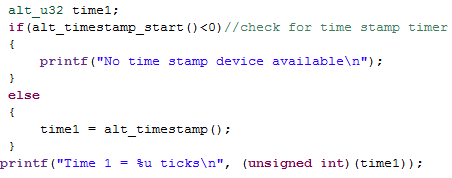 alt_u32 time1;
if(alt_timestamp_start()<0)//check for time stamp timer
{
    printf("No time stamp device available\n");
}
else
{
    time1 = alt_timestamp();
}
printf("Time 1 = %u ticks\n", (unsigned int)(time1));